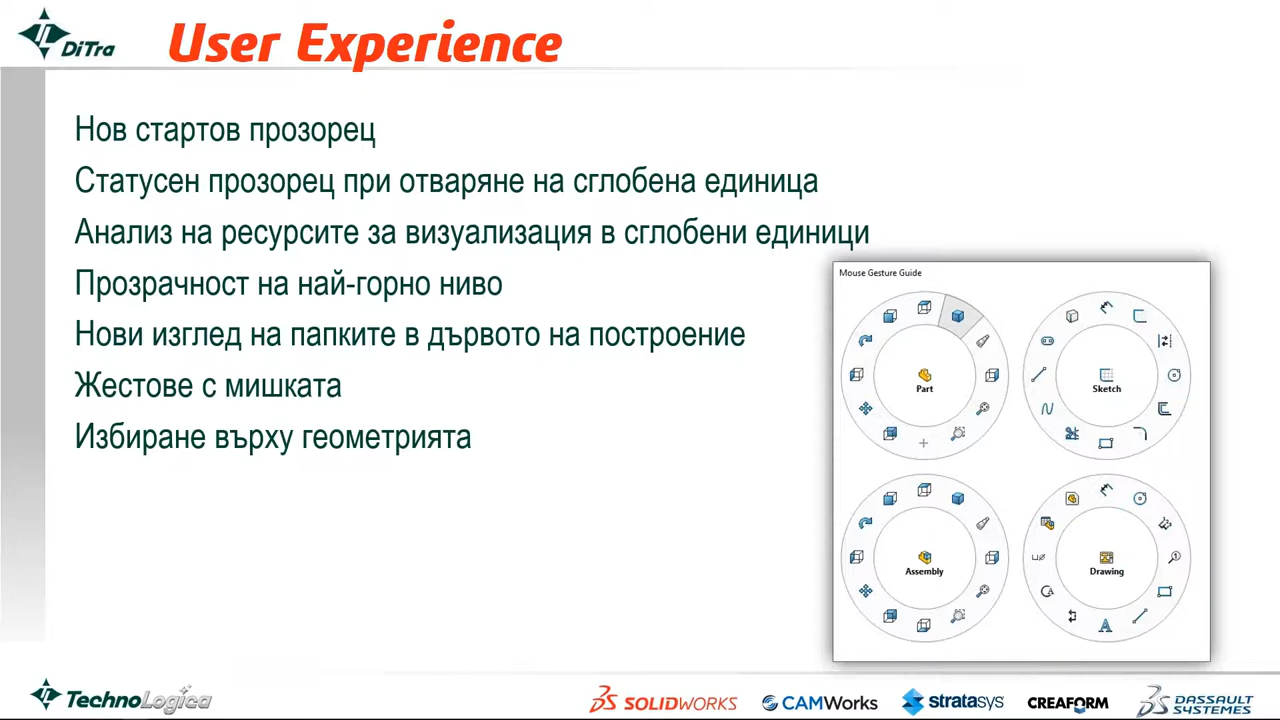 DiTra
User Experience
Нов стартов прозорец
Статусен прозорец при отваряне на сглобена единица
Анализ на ресурсите за визуализация в сглобени единици
Прозрачност на най-горно ниво
Нови изглед на папките в дървото на построение
Жестове с мишката
Избиране върху геометрията
Mouse Gesture Guide
Part
Sketch
Assembly
Drawing
TechnoLogica
SOLIDWORKS
CAMWorks
stratasys
CREAFORM
DASSAULT
SYSTEMES